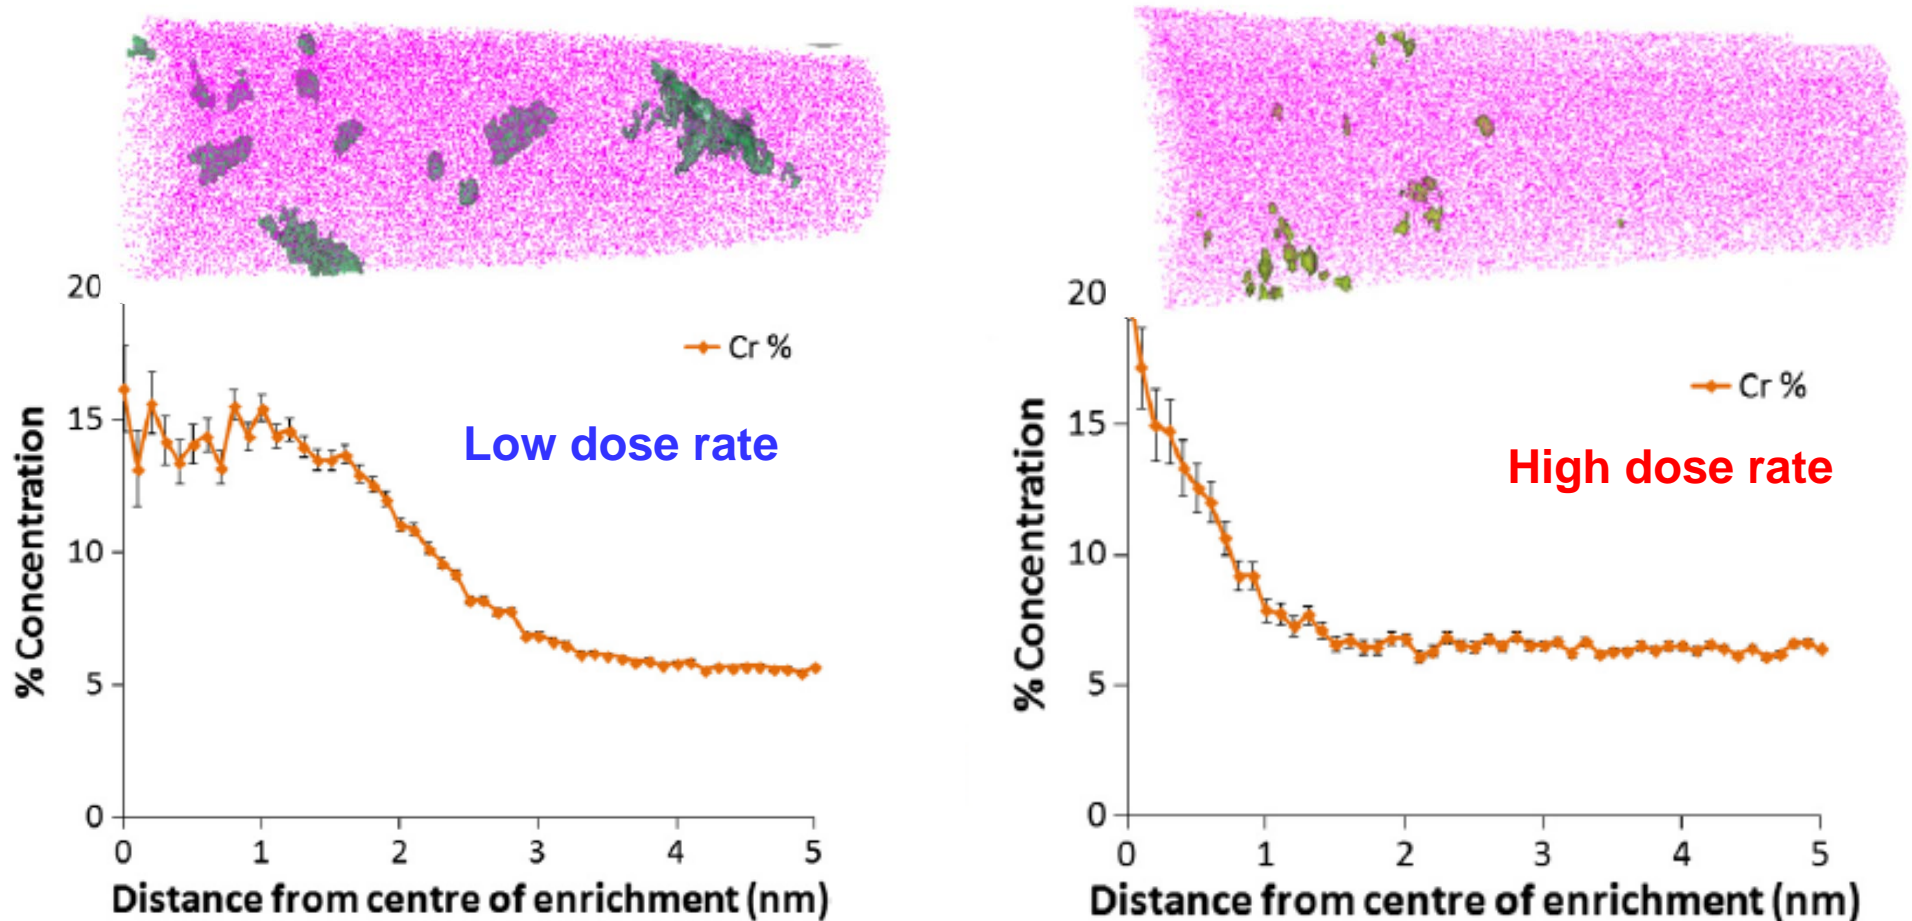 20
15
10
5
0
% Concentration
Cr %
Low dose rate
0 1 2 3 4 5
Distance from centre of enrichment (nm)
20
15
10
5
0
% Concentration
Cr %
High dose rate
0 1 2 3 4 5
Distance from centre of enrichment (nm)